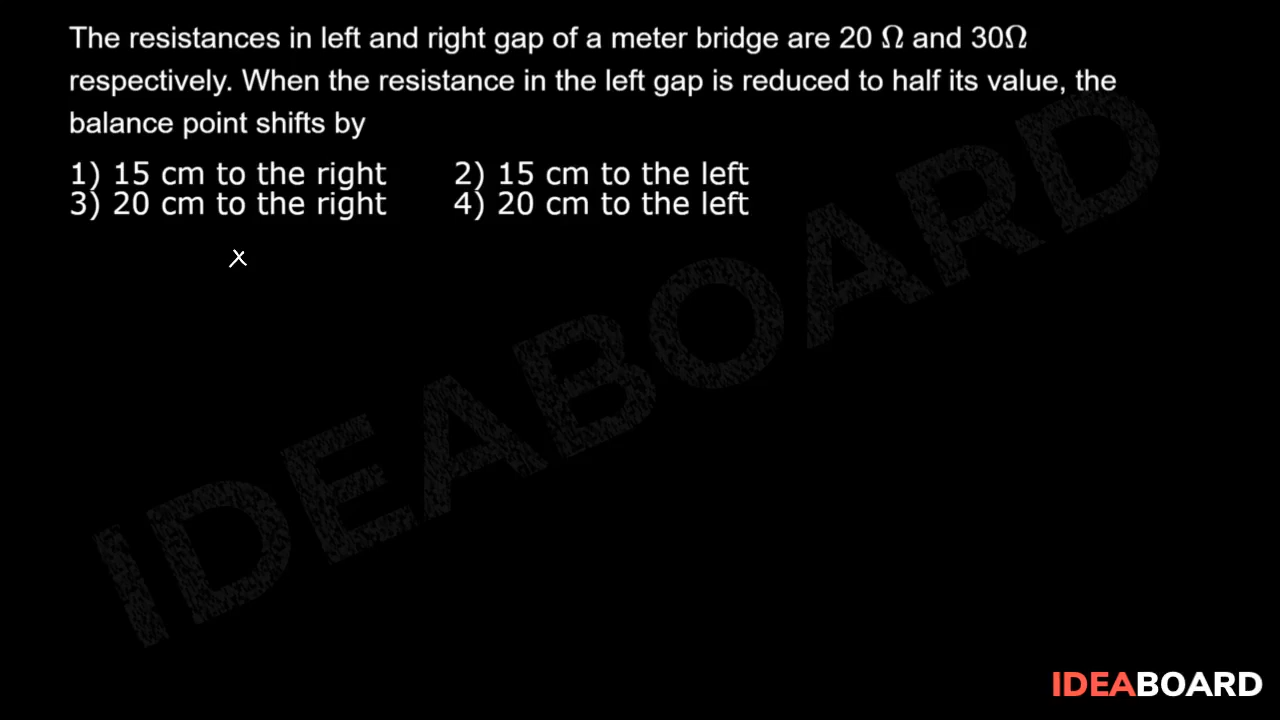 The resistances in left and right gap of a meter bridge are 20 Ω and 30Ω
respectively. When the resistance in the left gap is reduced to half its value, the
balance point shifts by
1) 15 cm to the right 2) 15 cm to the left
3) 20 cm to the right 4) 20 cm to the left
x
IDEABOARD
IDEABOARD